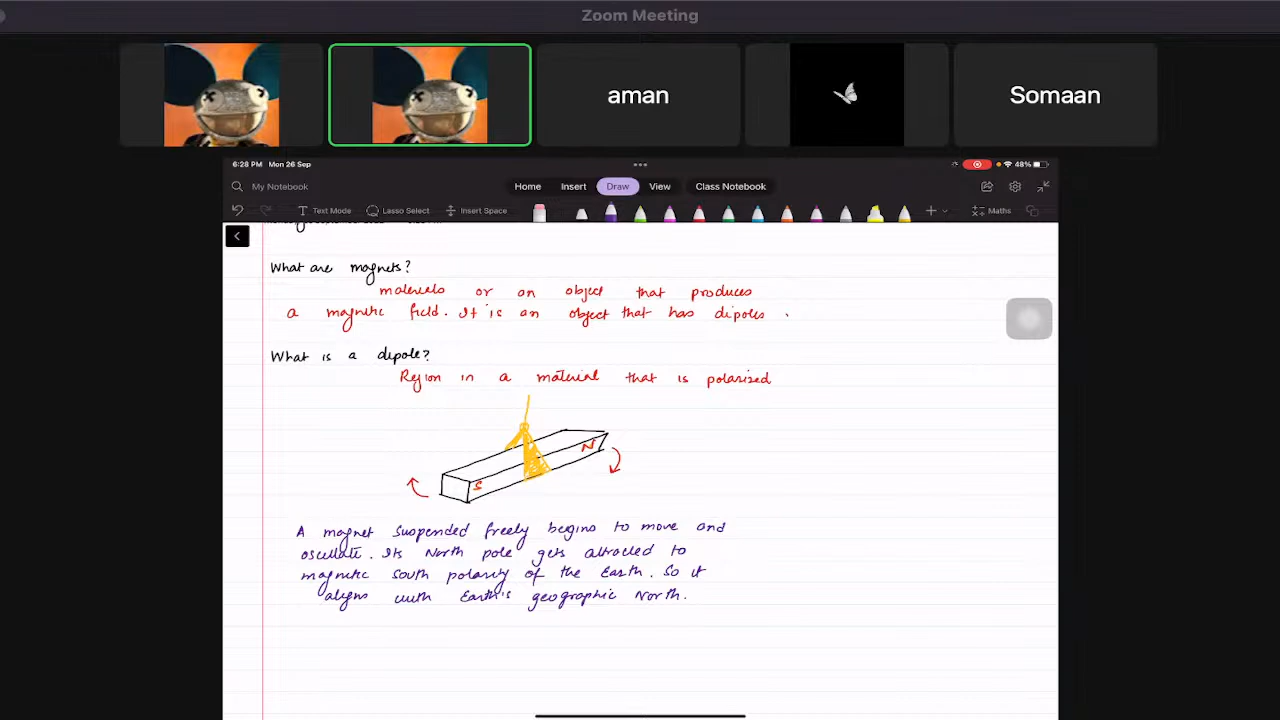 Zoom Meeting
aman
Somaan
6:28 PM Mon 26 Sep
48%
My Notebook
Home Insert Draw View Class Notebook
Text Mode Lasso Select Insert Space Maths
What are magnets?
materials or an object that produces
a magnetic field. It is an object that has dipoles .
What is a dipole?
Region in a material that is polarized
N
S
A magnet suspended freely begins to move and
oscillate. Its North pole gets attracted to
magnetic south polarity of the Earth. So it
aligns with Earth's geographic North.